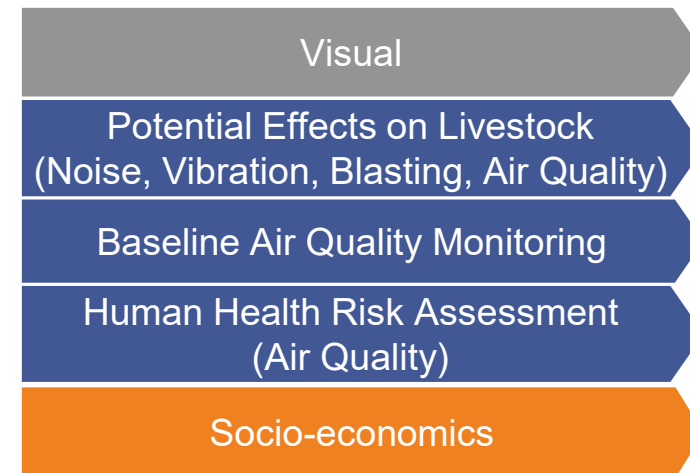 Visual
Potential Effects on Livestock
(Noise, Vibration, Blasting, Air Quality)
Baseline Air Quality Monitoring
Human Health Risk Assessment
(Air Quality)
Socio-economics